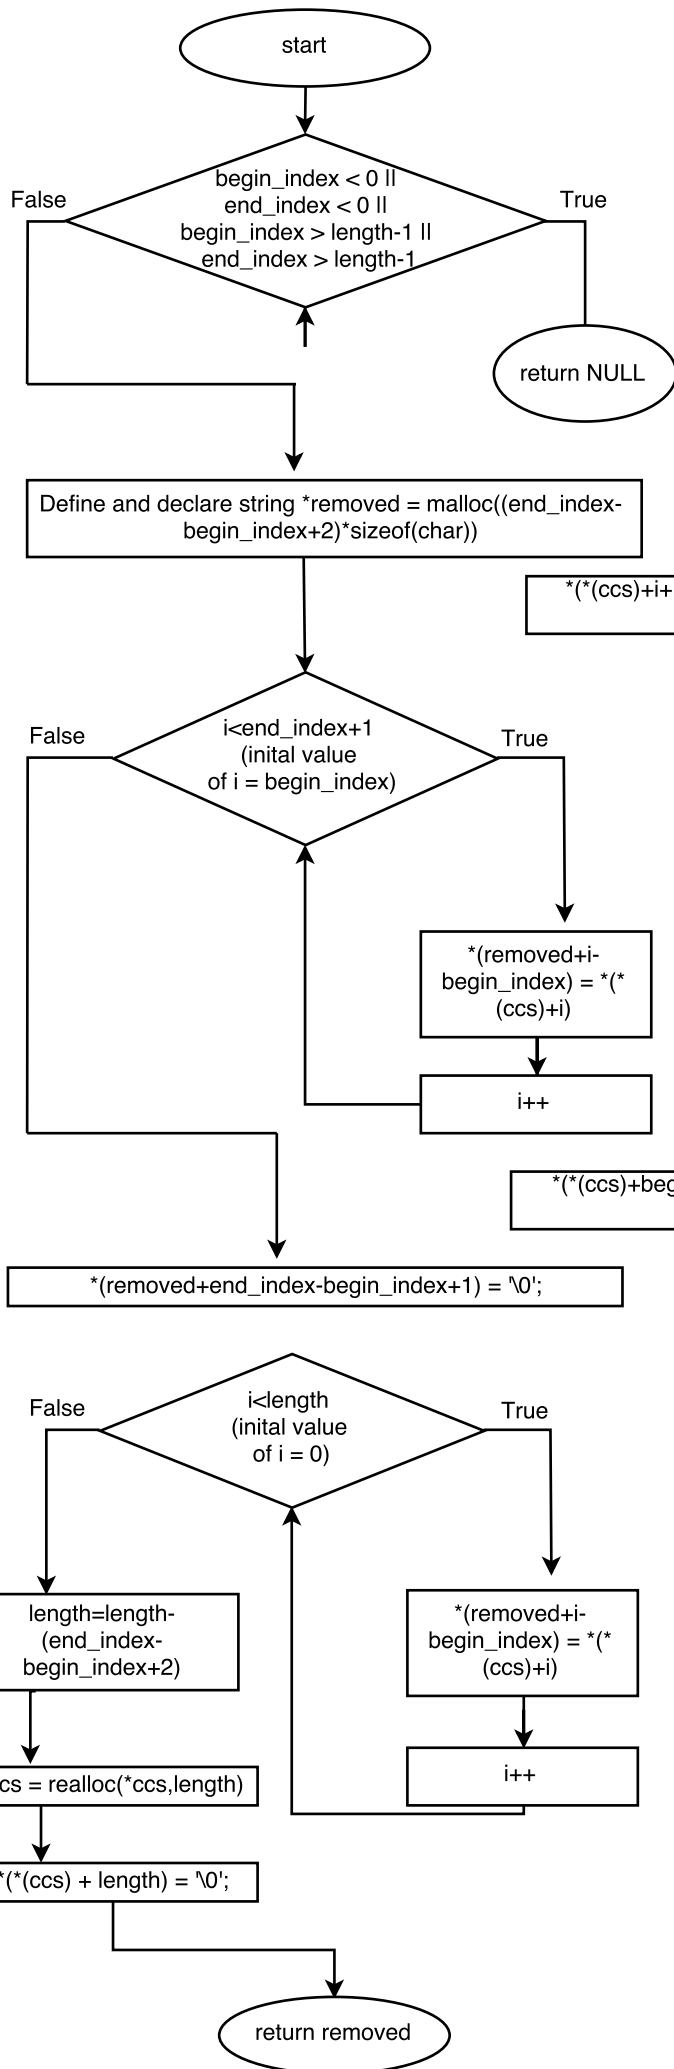 start
False
True
begin_index < 0 ||
end_index < 0 ||
begin_index > length-1 ||
end_index > length-1
return NULL
Define and declare string *removed = malloc((end_index-
begin_index+2)*sizeof(char))
*(*(ccs)+i+
False
True
i<end_index+1
(inital value
of i = begin_index)
*(removed+i-
begin_index) = *(*
(ccs)+i)
i++
*(*(ccs)+beg
*(removed+end_index-begin_index+1) = '\0';
False
True
i<length
(inital value
of i = 0)
length=length-
(end_index-
begin_index+2)
*(removed+i-
begin_index) = *(*
(ccs)+i)
i++
cs = realloc(*ccs,length)
*(*(ccs) + length) = '\0';
return removed